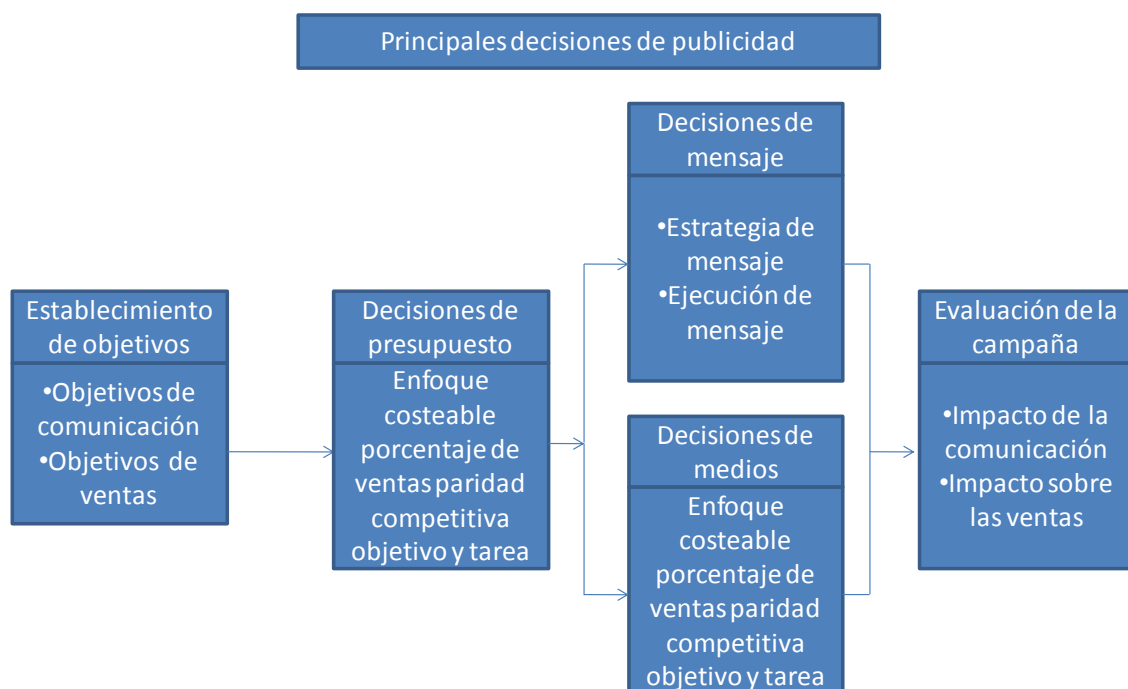 Principales decisiones de publicidad
Establecimiento
de objetivos
•Objetivos de
comunicación
•Objetivos de
ventas
Decisiones de
presupuesto
Enfoque
costeable
porcentaje de
ventas paridad
competitiva
objetivo y tarea
Decisiones de
mensaje
•Estrategia de
mensaje
•Ejecución de
mensaje
Decisiones de
medios
Enfoque
costeable
porcentaje de
ventas paridad
competitiva
objetivo y tarea
Evaluación de la
campaña
•Impacto de la
comunicación
•Impacto sobre
las ventas